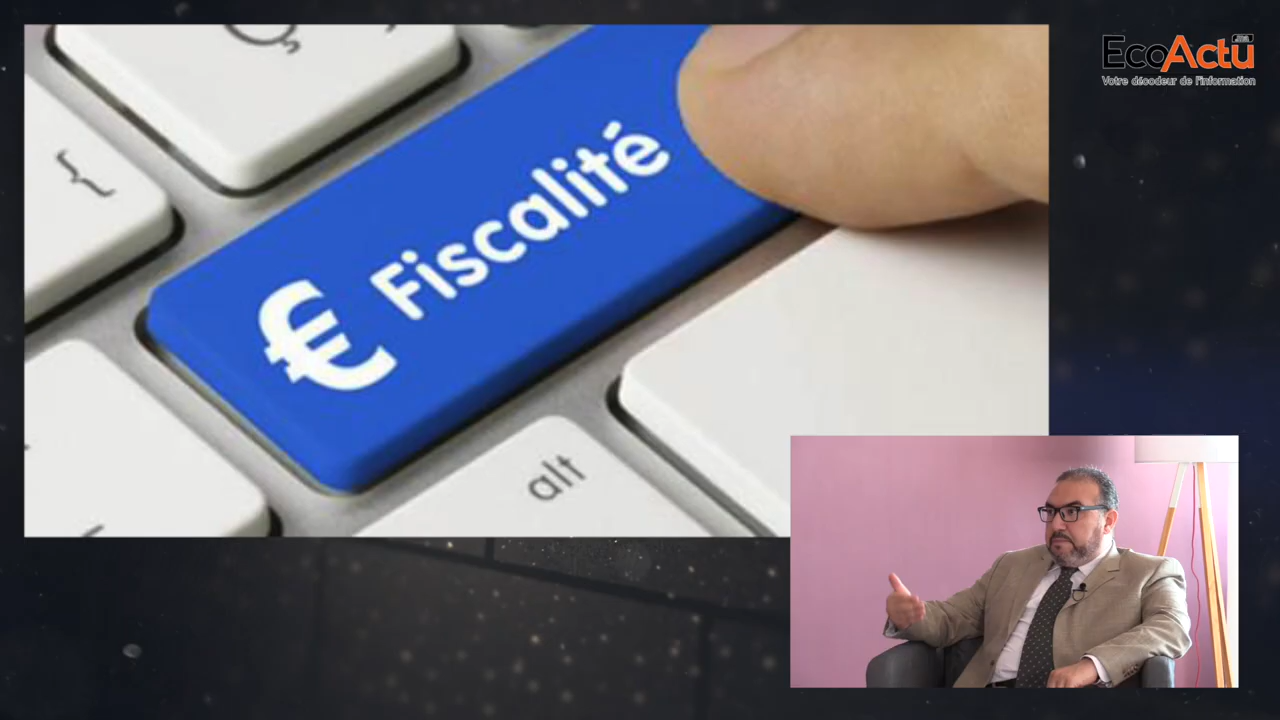 EcoActu
Votre décodeur de l'information
€ Fiscalité
{
alt